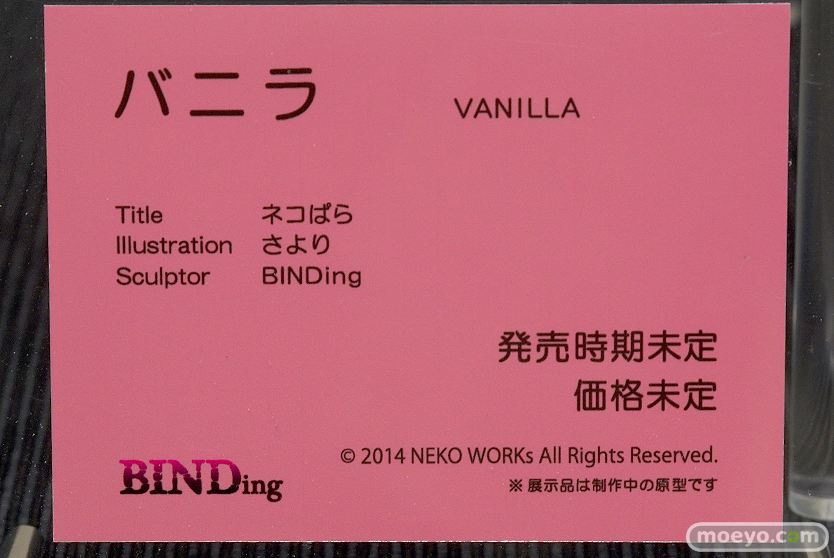 バニラ VANILLA
Title ネコぱら
Illustration さより
Sculptor BINDing
発売時期未定
価格未定
© 2014 NEKO WORKs All Rights Reserved.
BINDing
※ 展示品は制作中の原型です
moeyo.com